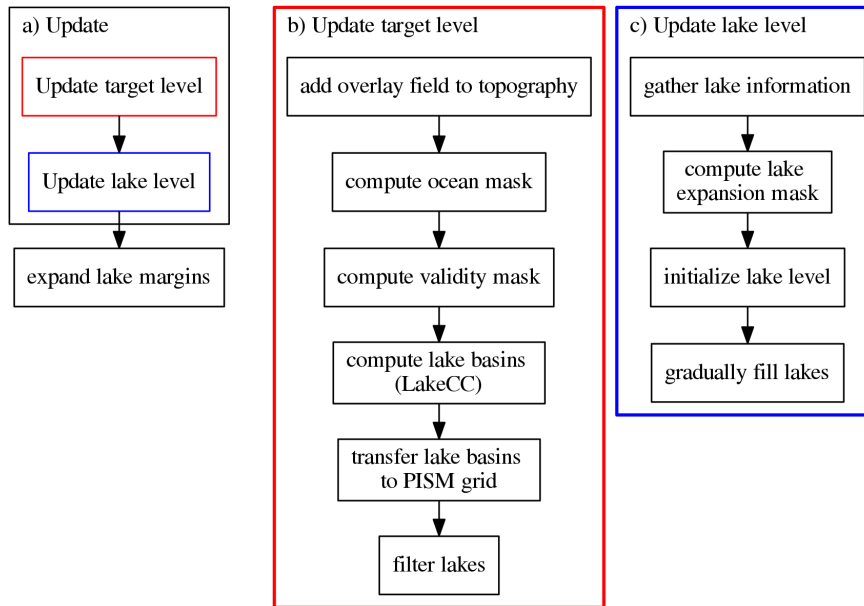 a) Update
Update target level
Update lake level
expand lake margins
b) Update target level
add overlay field to topography
compute ocean mask
compute validity mask
compute lake basins
(LakeCC)
transfer lake basins
to PISM grid
filter lakes
c) Update lake level
gather lake information
compute lake
expansion mask
initialize lake level
gradually fill lakes